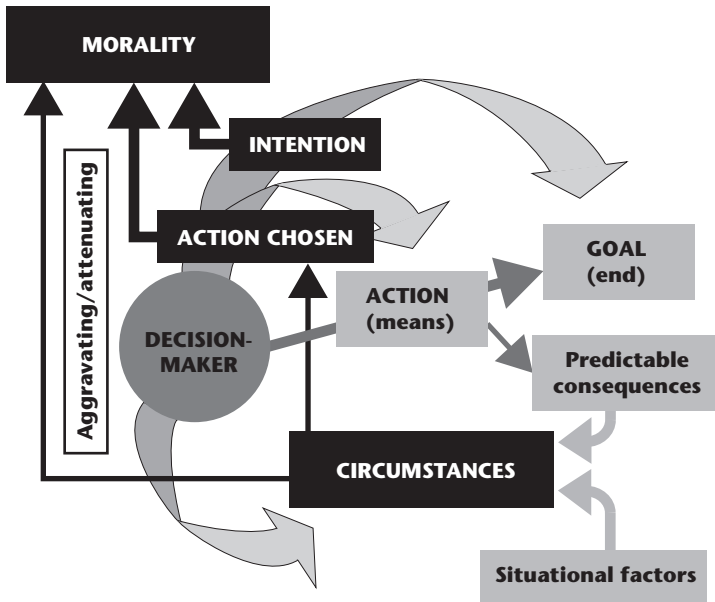 MORALITY
INTENTION
Aggravating/attenuating
ACTION CHOSEN
GOAL
(end)
ACTION
(means)
DECISION-
MAKER
Predictable
consequences
CIRCUMSTANCES
Situational factors